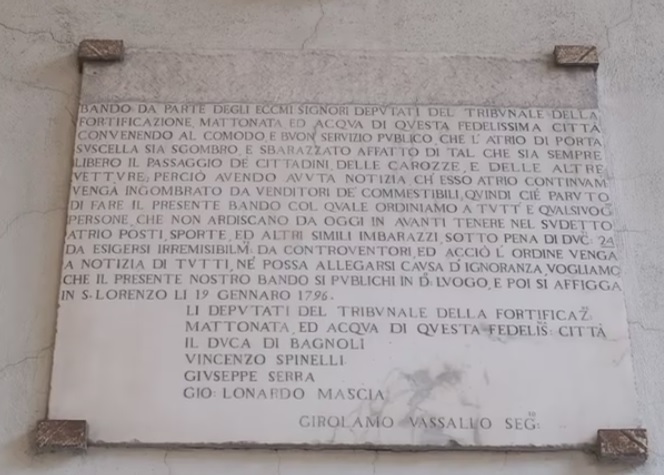 BANDO DA PARTE DEGLI ECCMI SIGNORI DEPVTATI DEL TRIBVNALE DELLA
FORTIFICAZIONE, MATTONATA ED ACQVA DI QVESTA FEDELISSIMA CITTÀ
CONVENENDO AL COMODO, E BVON SERVIZIO PVBLICO, CHE L' ATRIO DI PORTA
SVSCELLA SIA SGOMBRO, E SBARAZZATO AFFATTO DI TAL, CHE SIA SEMPRE
LIBERO IL PASSAGGIO DE' CITTADINI, DELLE CAROZZE, E DELLE ALTRE
VETTVRE; PERCIÒ AVENDO AVVTA NOTIZIA, CH' ESSO ATRIO CONTINVAM
VENGÀ INGOMBRATO DA VENDITORI DE' COMMESTIBILI, QVINDI CIÈ PARVTO
DI FARE IL PRESENTE BANDO COL QVALE ORDINIAMO A TVTT' E QVALSIVOG
PERSONE, CHE NON ARDISCANO DA OGGI IN AVANTI TENERE NEL SVDETTO
ATRIO POSTI, SPORTE, ED ALTRI SIMILI IMBARAZZI, SOTTO PENA DI DVC: 24
DA ESIGERSI IRREMISIBILM: DA CONTROVENTORI, ED ACCIÒ L' ORDINE VENGA
A NOTIZIA DI TVTTI, NÈ POSSA ALLEGARSI CAVSA D' IGNORANZA, VOGLIAMO
CHE IL PRESENTE NOSTRO BANDO SI PVBLICHI IN D: LVOGO, E POI SI AFFIGGA
IN S. LORENZO LI 19 GENNARO 1796.
LI DEPVTATI DEL TRIBVNALE DELLA FORTIFICAZ:
MATTONATA, ED ACQVA DI QVESTA FEDELIS: CITTÀ
IL DVCA DI BAGNOLI
VINCENZO SPINELLI
GIVSEPPE SERRA
GIO: LONARDO MASCIA
GIROLAMO VASSALLO SEG: